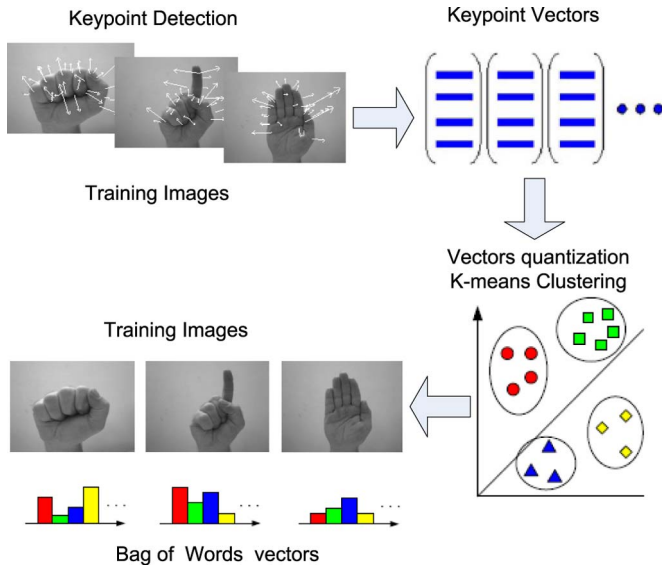 Keypoint Detection
Keypoint Vectors
Training Images
Vectors quantization
K-means Clustering
Training Images
Bag of Words vectors